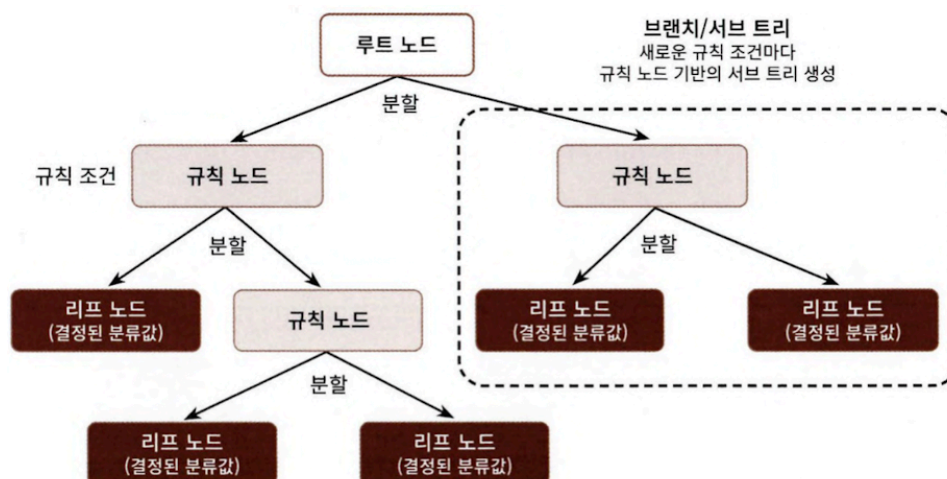 루트 노드
브랜치/서브 트리
새로운 규칙 조건마다
규칙 노드 기반의 서브 트리 생성
분할
규칙 조건
규칙 노드
규칙 노드
분할
분할
리프 노드
(결정된 분류값)
규칙 노드
리프 노드
(결정된 분류값)
리프 노드
(결정된 분류값)
분할
리프 노드
(결정된 분류값)
리프 노드
(결정된 분류값)